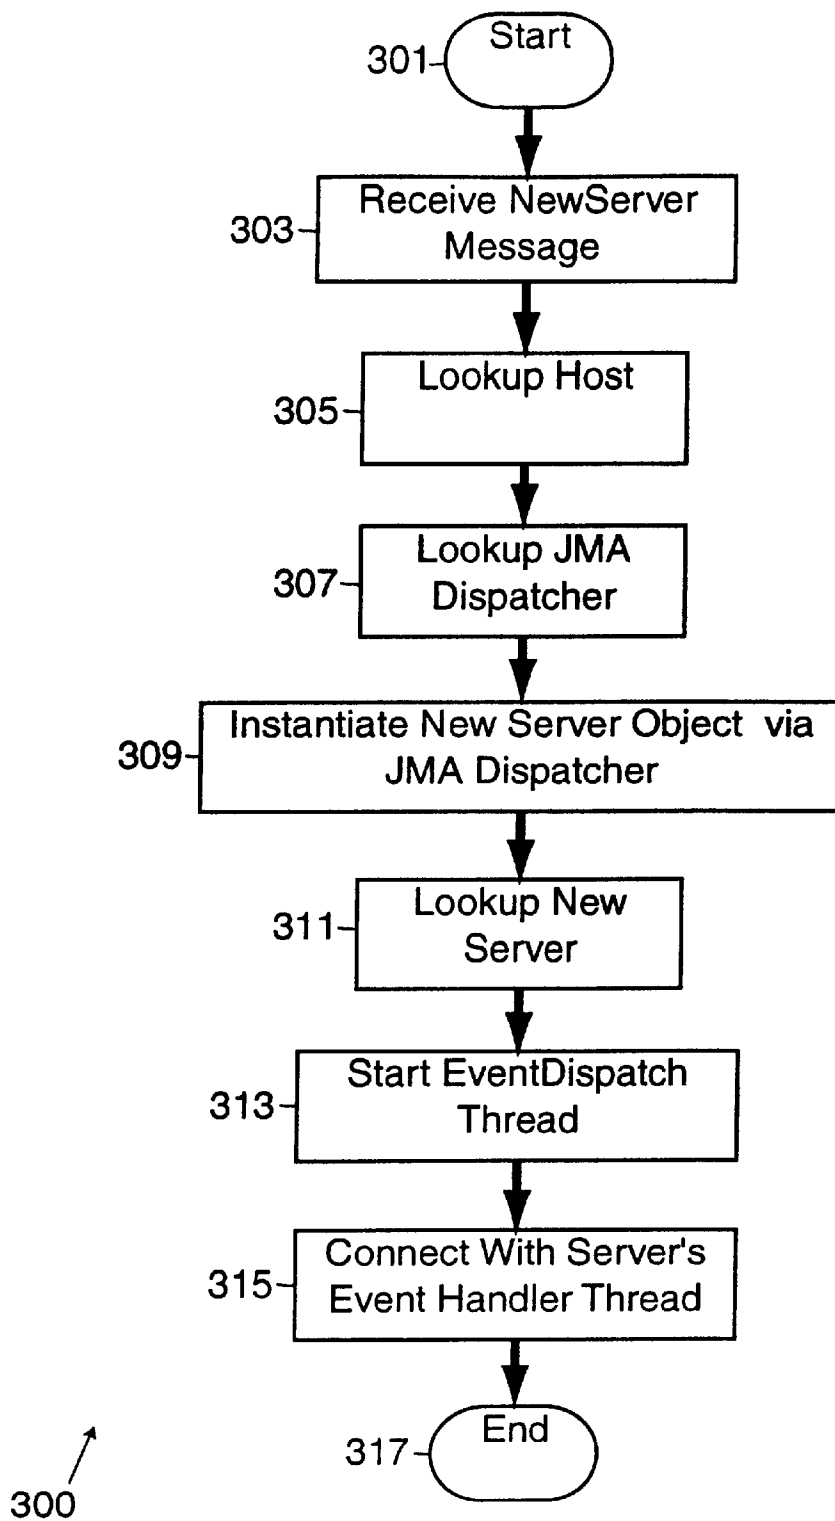 Start
301
Receive NewServer
303
Message
Lookup Host
305
Lookup JMA
307
Dispatcher
Instantiate New Server Object via
309
JMA Dispatcher
Lookup New
311
Server
Start EventDispatch
313
Thread
Connect With Server's
315
Event Handler Thread
End
317
300